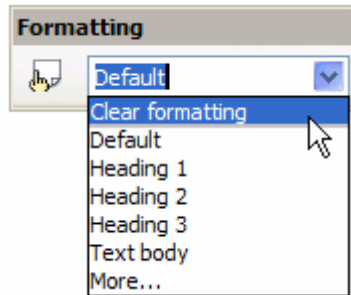 Formatting
Default
Clear formatting
Default
Heading 1
Heading 2
Heading 3
Text body
More...